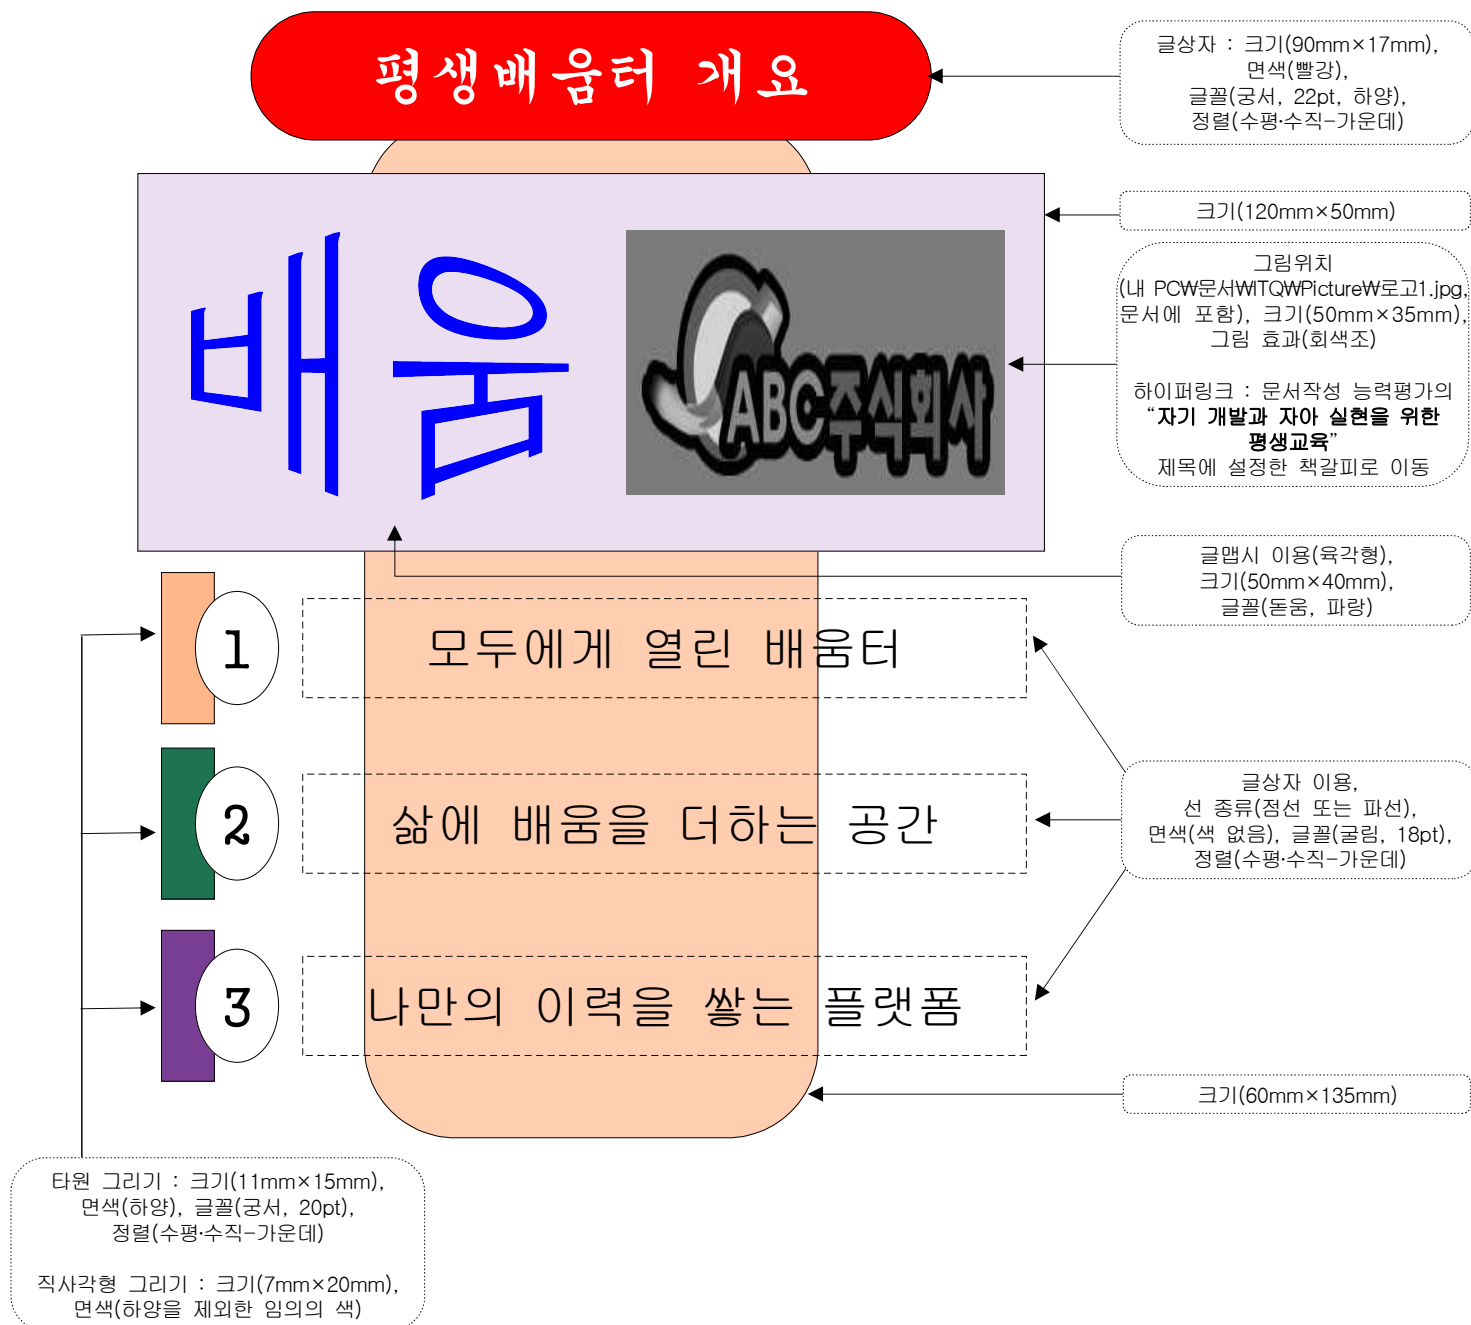 평생배움터 개요
글상자 : 크기(90mm×17mm),
면색(빨강),
글꼴(궁서, 22pt, 하양),
정렬(수평·수직-가운데)
크기(120mm×50mm)
배움
ABC주식회사
그림위치
(내 PC₩문서₩ITQ₩Picture₩로고1.jpg,
문서에 포함), 크기(50mm×35mm),
그림 효과(회색조)
하이퍼링크 : 문서작성 능력평가의
“자기 개발과 자아 실현을 위한
평생교육”
제목에 설정한 책갈피로 이동
글맵시 이용(육각형),
크기(50mm×40mm),
글꼴(돋움, 파랑)
1 모두에게 열린 배움터
2 삶에 배움을 더하는 공간
글상자 이용,
선 종류(점선 또는 파선),
면색(색 없음), 글꼴(굴림, 18pt),
정렬(수평·수직-가운데)
3 나만의 이력을 쌓는 플랫폼
크기(60mm×135mm)
타원 그리기 : 크기(11mm×15mm),
면색(하양), 글꼴(궁서, 20pt),
정렬(수평·수직-가운데)
직사각형 그리기 : 크기(7mm×20mm),
면색(하양을 제외한 임의의 색)